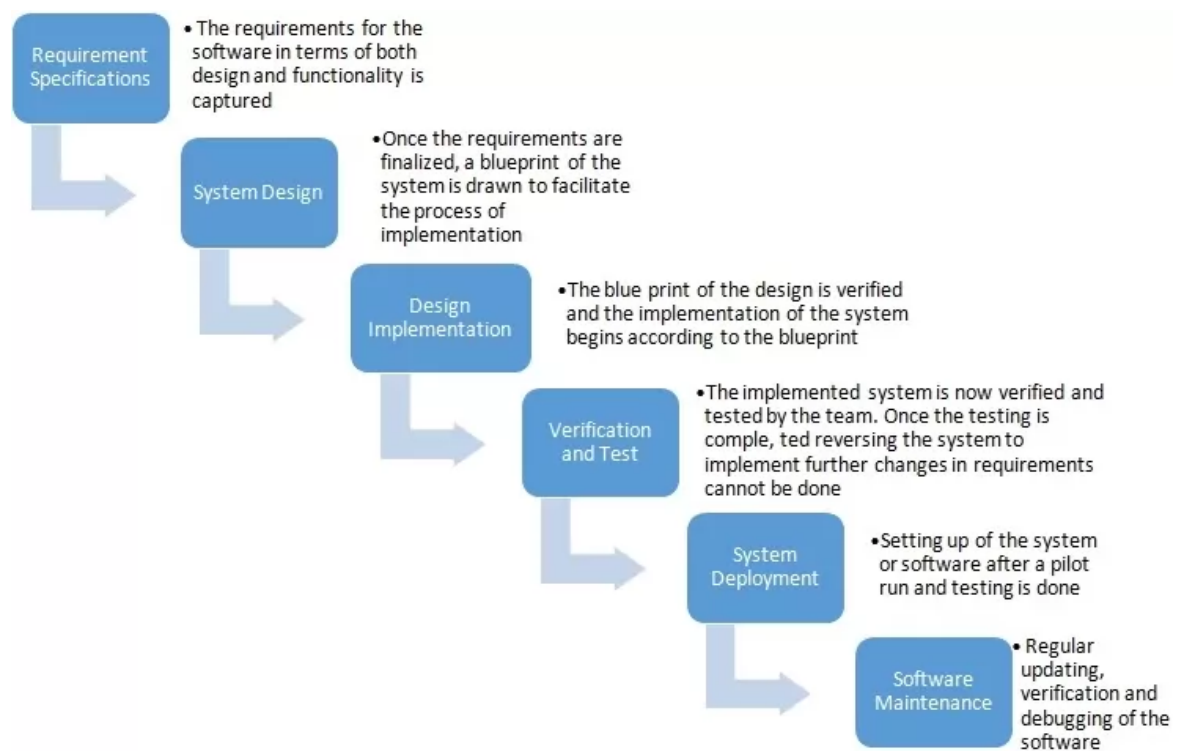 Requirement
Specifications
• The requirements for the
software in terms of both
design and functionality is
captured
System Design
•Once the requirements are
finalized, a blueprint of the
system is drawn to facilitate
the process of
implementation
Design
Implementation
•The blue print of the design is verified
and the implementation of the system
begins according to the blueprint
Verification
and Test
•The implemented system is now verified and
tested by the team. Once the testing is
comple, ted reversing the system to
implement further changes in requirements
cannot be done
System
Deployment
•Setting up of the system
or software after a pilot
run and testing is done
Software
Maintenance
• Regular
updating,
verification and
debugging of the
software